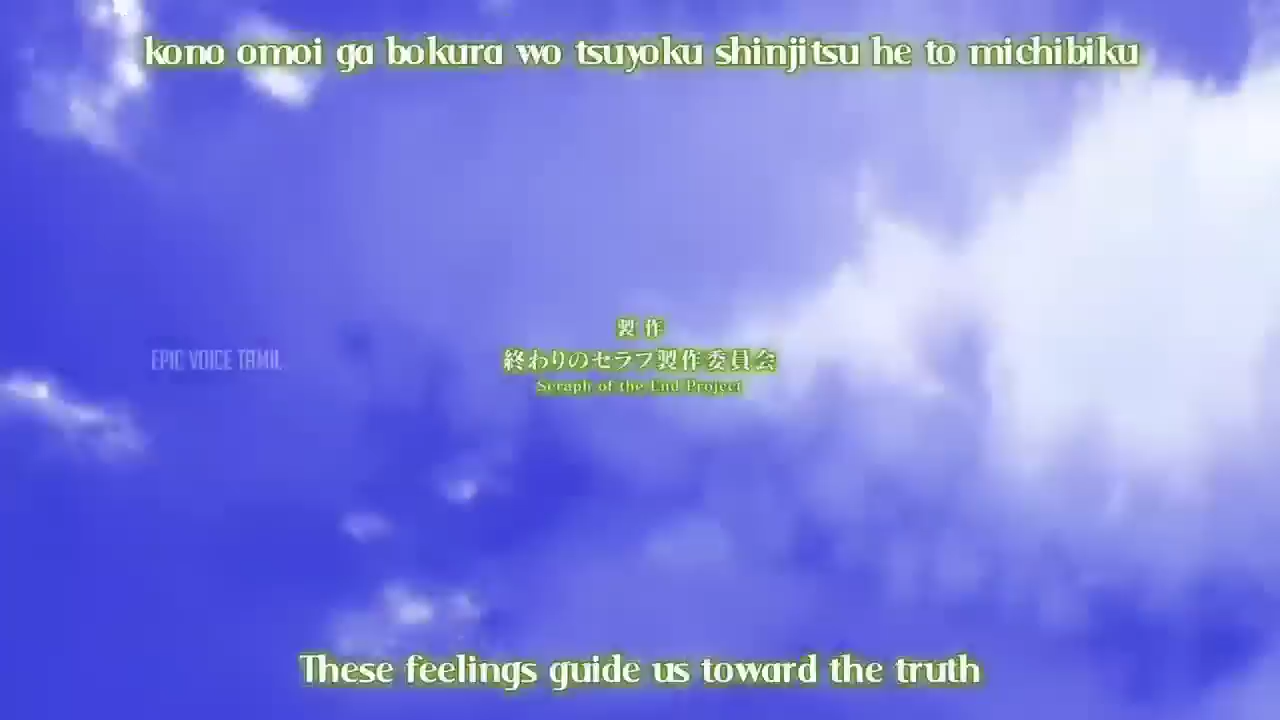 kono omoi ga bokura wo tsuyoku shinjitsu he to michibiku
製作
EPIC VOICE TAMIL
終わりのセラフ製作委員会
Seraph of the End Project
These feelings guide us toward the truth